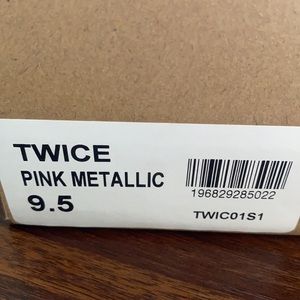 TWICE
PINK METALLIC
9.5
196829285022
TWIC01S1